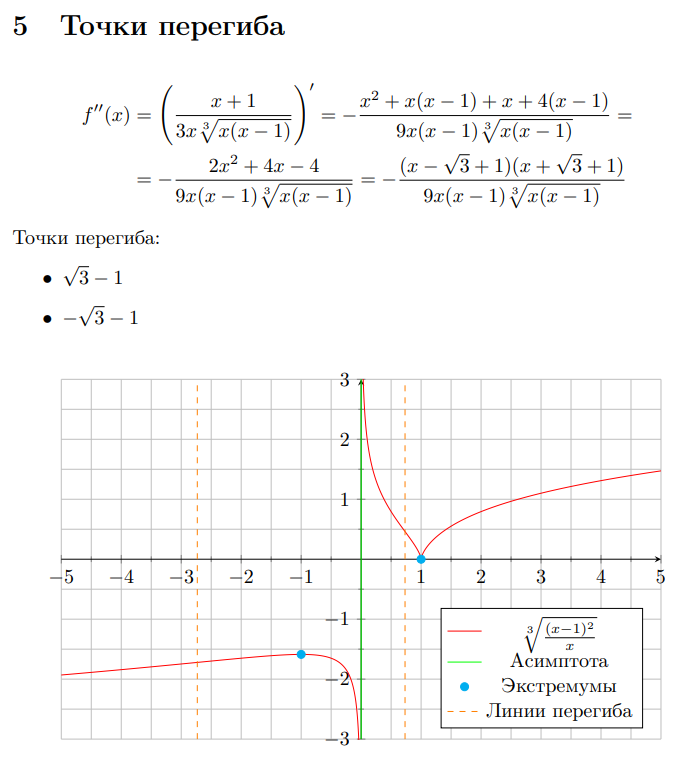 5 Точки перегиба
f''(x) = (x + 1 / 3x∛(x(x − 1)))′ = − x² + x(x − 1) + x + 4(x − 1) / 9x(x − 1)∛(x(x − 1)) =
= − 2x² + 4x − 4 / 9x(x − 1)∛(x(x − 1)) = − (x − √3 + 1)(x + √3 + 1) / 9x(x − 1)∛(x(x − 1))
Точки перегиба:
• √3 − 1
• −√3 − 1
3
2
1
−5 −4 −3 −2 −1 1 2 3 4 5
−1
−2
−3
∛((x−1)²/x)
Асимптота
Экстремумы
Линии перегиба